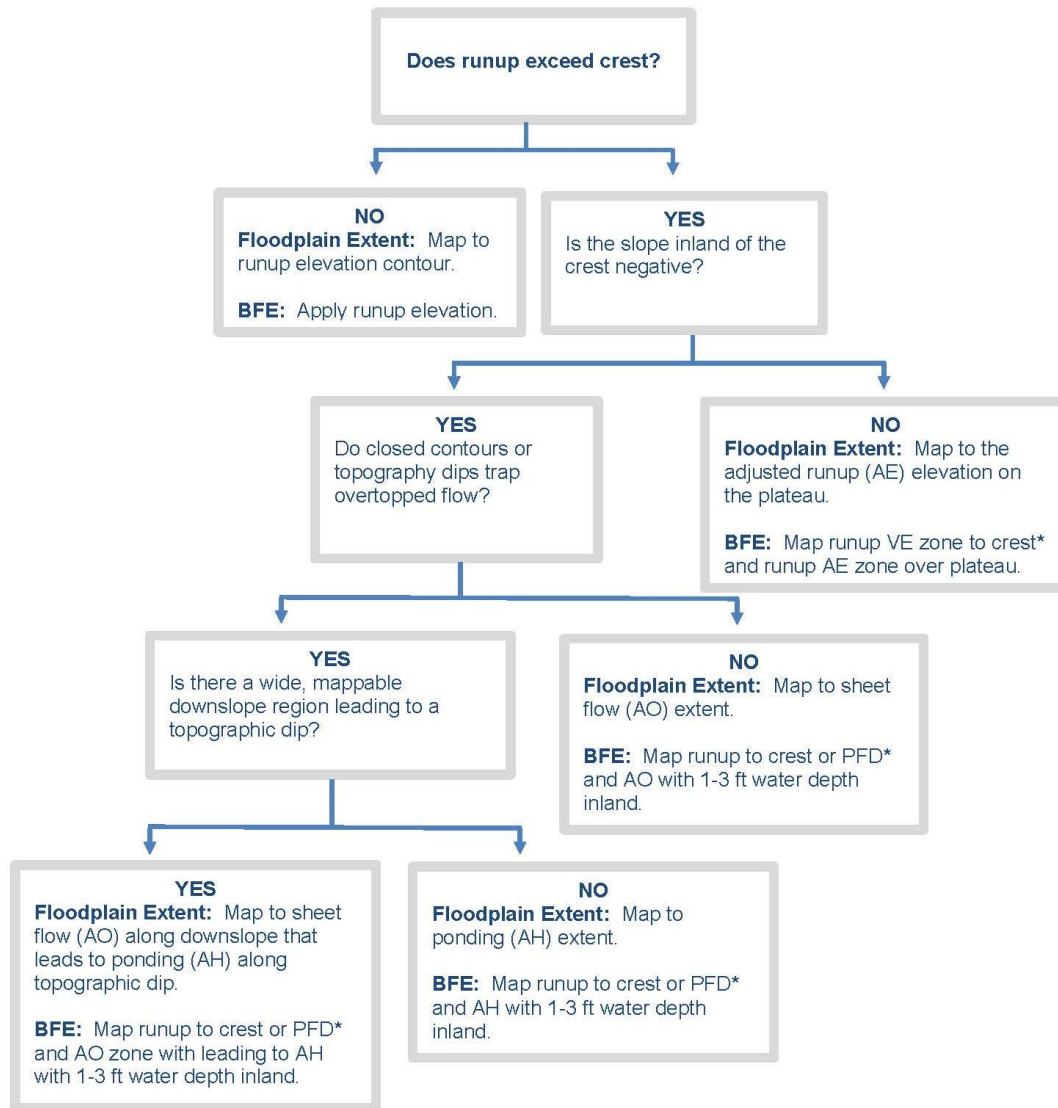 Does runup exceed crest?
NO
Floodplain Extent: Map to
runup elevation contour.
BFE: Apply runup elevation.
YES
Is the slope inland of the
crest negative?
YES
Do closed contours or
topography dips trap
overtopped flow?
NO
Floodplain Extent: Map to the
adjusted runup (AE) elevation on
the plateau.
BFE: Map runup VE zone to crest*
and runup AE zone over plateau.
YES
Is there a wide, mappable
downslope region leading to a
topographic dip?
NO
Floodplain Extent: Map to sheet
flow (AO) extent.
BFE: Map runup to crest or PFD*
and AO with 1-3 ft water depth
inland.
YES
Floodplain Extent: Map to sheet
flow (AO) along downslope that
leads to ponding (AH) along
topographic dip.
BFE: Map runup to crest or PFD*
and AO zone with leading to AH
with 1-3 ft water depth inland.
NO
Floodplain Extent: Map to
ponding (AH) extent.
BFE: Map runup to crest or PFD*
and AH with 1-3 ft water depth
inland.